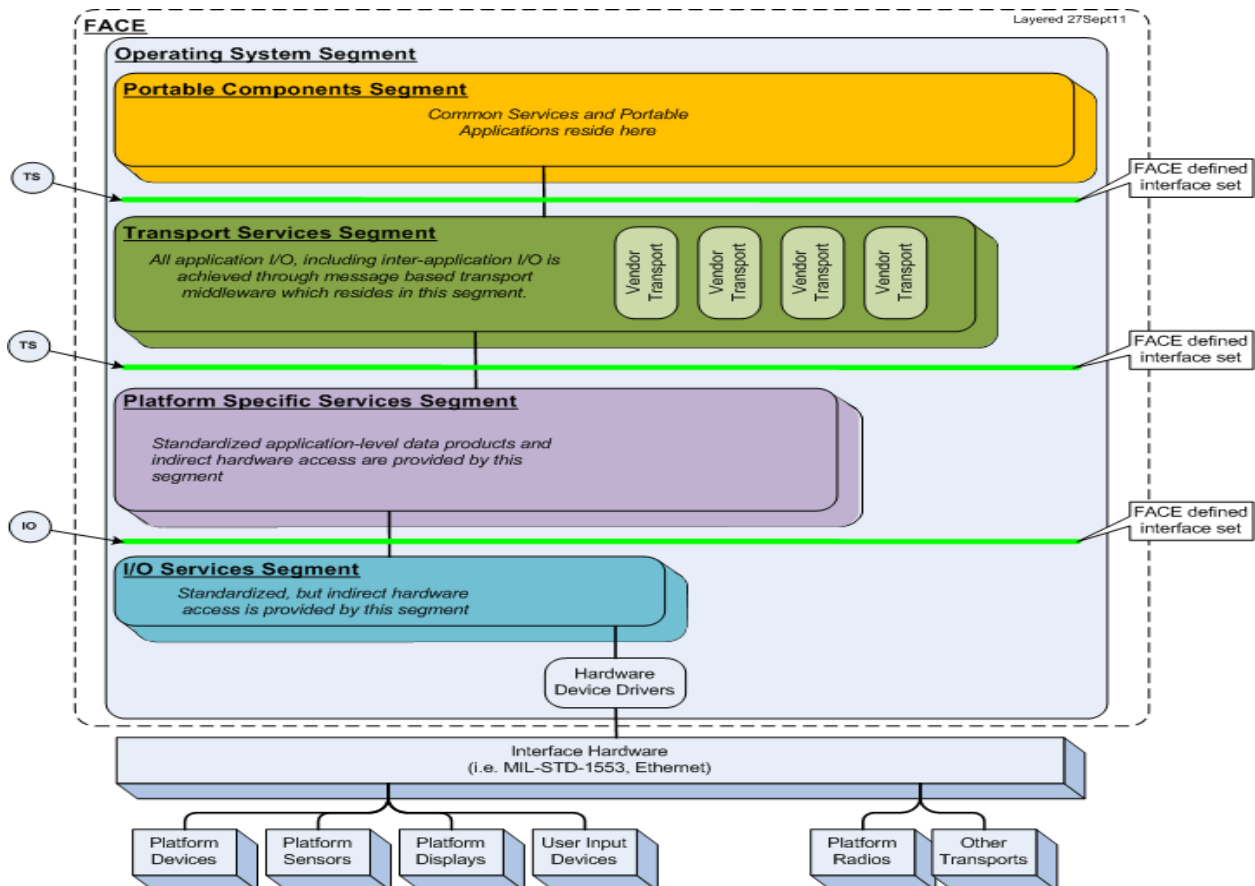 FACE
Layered 27Sept11
Operating System Segment
Portable Components Segment
Common Services and Portable
Applications reside here
TS
FACE defined
interface set
Transport Services Segment
All application I/O, including inter-application I/O is
achieved through message based transport
middleware which resides in this segment.
Vendor
Transport
Vendor
Transport
Vendor
Transport
Vendor
Transport
TS
FACE defined
interface set
Platform Specific Services Segment
Standardized application-level data products and
indirect hardware access are provided by this
segment
IO
FACE defined
interface set
I/O Services Segment
Standardized, but indirect hardware
access is provided by this segment
Hardware
Device Drivers
Interface Hardware
(i.e. MIL-STD-1553, Ethernet)
Platform
Devices
Platform
Sensors
Platform
Displays
User Input
Devices
Platform
Radios
Other
Transports